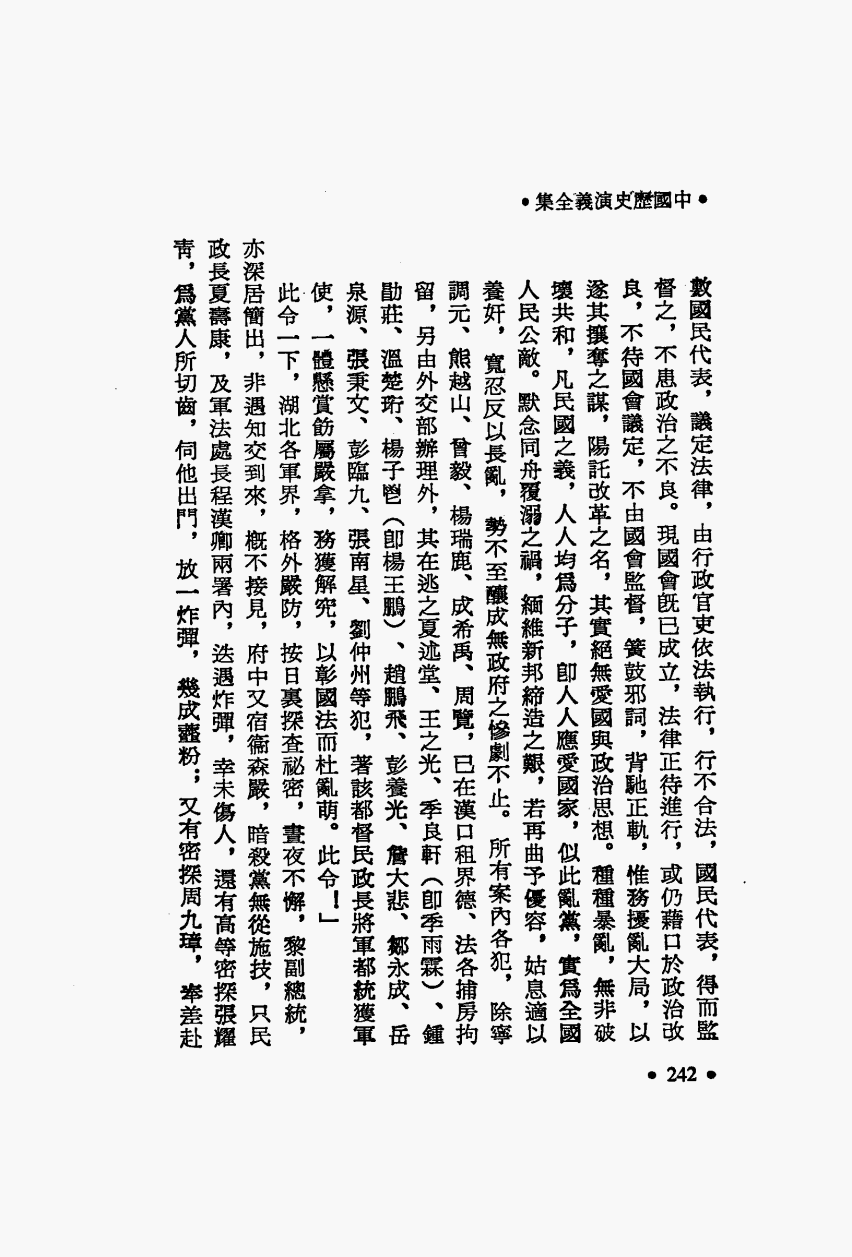 •中國歷史演義全集•
數國民代表，議定法律，由行政官吏依法執行，行不合法，國民代表，得而監
督之，不患政治之不良。現國會既已成立，法律正待進行，或仍藉口於政治改
良，不待國會議定，不由國會監督，簧鼓邪詞，背馳正軌，惟務擾亂大局，以
遂其攘奪之謀，陽託改革之名，其實絕無愛國與政治思想。種種暴亂，無非破
壞共和，凡民國之義，人人均爲分子，卽人人應愛國家，似此亂黨，實爲全國
人民公敵。默念同舟覆溺之禍，緬維新邦締造之艱，若再曲予優容，姑息適以
養奸，寬忍反以長亂，勢不至釀成無政府之慘劇不止。所有案內各犯，除寧
調元、熊越山、曾毅、楊瑞鹿、成希禹、周覽，已在漢口租界德、法各捕房拘
留，另由外交部辦理外，其在逃之夏述堂、王之光、季良軒（卽季雨霖）、鍾
勖莊、溫楚珩、楊子鬯（卽楊王鵬）、趙鵬飛、彭養光、詹大悲、鄒永成、岳
泉源、張秉文、彭臨九、張南星、劉仲州等犯，著該都督民政長將軍都統獲軍
使，一體懸賞飭屬嚴拿，務獲解究，以彰國法而杜亂萌。此令！」
此令一下，湖北各軍界，格外嚴防，按日裏探查祕密，晝夜不懈，黎副總統，
亦深居簡出，非遇知交到來，概不接見，府中又宿衞森嚴，暗殺黨無從施技，只民
政長夏壽康，及軍法處長程漢卿兩署內，迭遇炸彈，幸未傷人，還有高等密探張耀
靑，爲黨人所切齒，伺他出門，放一炸彈，幾成虀粉；又有密探周九璋，奉差赴
•242•